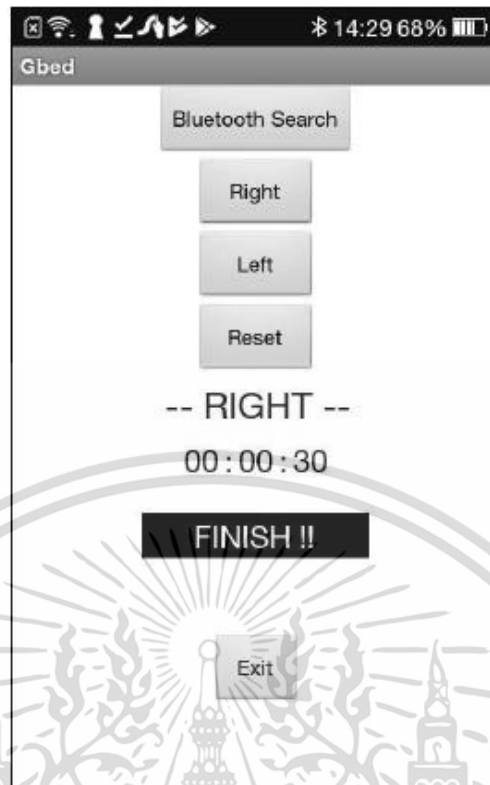 14:29 68%
Gbed
Bluetooth Search
Right
Left
Reset
-- RIGHT --
00:00:30
FINISH !!
Exit